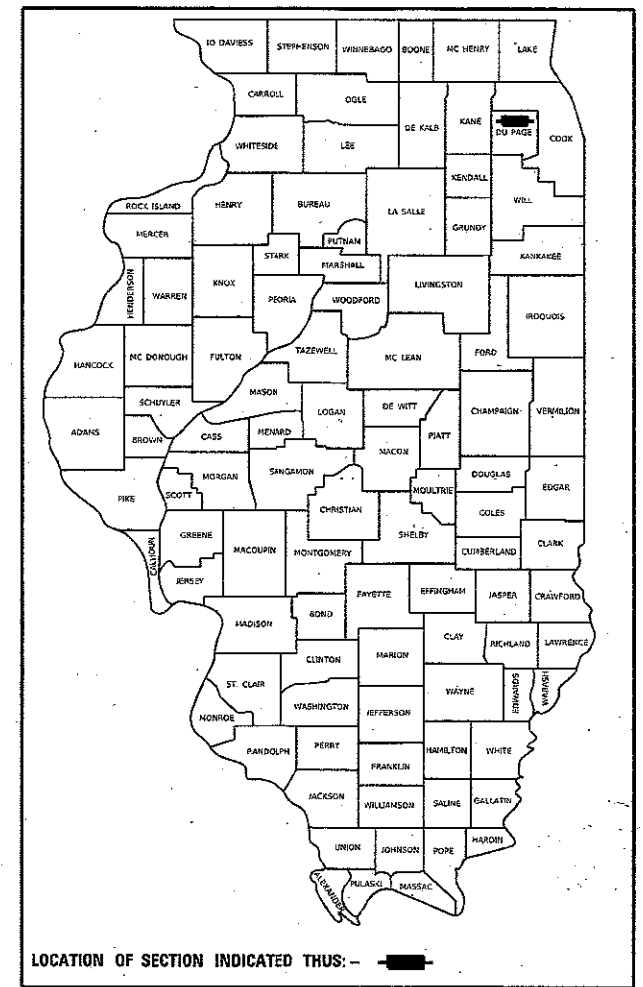 JO DAVIESS
STEPHENSON
WINNEBAGO
BOONE
MC HENRY
LAKE
CARROLL
OGLE
DE KALB
KANE
DU PAGE
COOK
WHITESIDE
LEE
KENDALL
WILL
ROCK ISLAND
HENRY
BUREAU
LA SALLE
GRUNDY
MERCER
PUTNAM
STARK
MARSHALL
KANKAKEE
HENDERSON
WARREN
KNOX
PEORIA
WOODFORD
LIVINGSTON
IROQUOIS
HANCOCK
MC DONOUGH
FULTON
TAZEWELL
MC LEAN
FORD
SCHUYLER
MASON
LOGAN
DE WITT
CHAMPAIGN
VERMILION
ADAMS
BROWN
CASS
MENARD
MACON
PIATT
PIKE
SCOTT
MORGAN
SANGAMON
MOULTRIE
DOUGLAS
EDGAR
CHRISTIAN
COLES
CALHOUN
GREENE
MACOUPIN
MONTGOMERY
SHELBY
CUMBERLAND
CLARK
JERSEY
FAYETTE
EFFINGHAM
JASPER
CRAWFORD
MADISON
BOND
CLAY
RICHLAND
LAWRENCE
CLINTON
MARION
ST. CLAIR
WAYNE
EDWARDS
WABASH
WASHINGTON
MONROE
JEFFERSON
RANDOLPH
PERRY
HAMILTON
WHITE
FRANKLIN
JACKSON
WILLIAMSON
SALINE
GALLATIN
UNION
JOHNSON
POPE
HARDIN
ALEXANDER
PULASKI
MASSAC
LOCATION OF SECTION INDICATED THUS: -